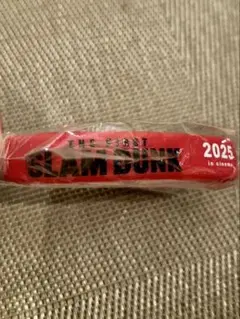 THE FIRST
SLAM DUNK
2025
in cinema